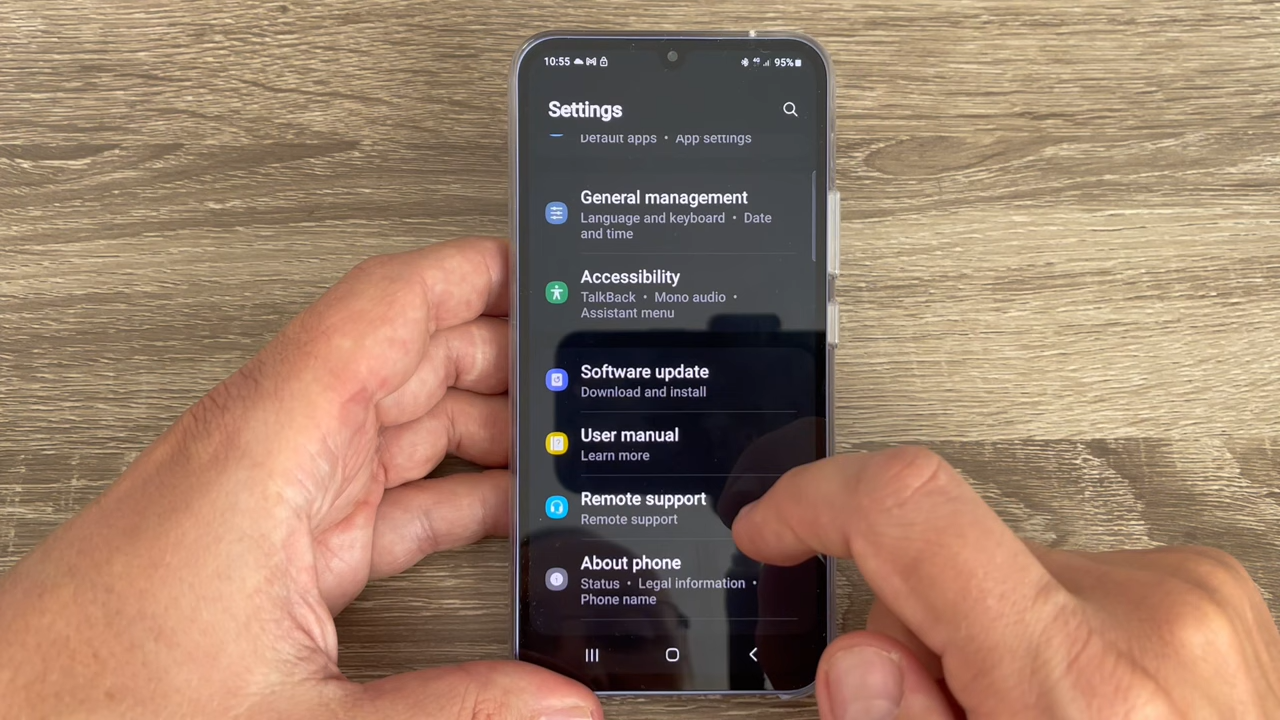 10:55
4G 95%
Settings
Default apps • App settings
General management
Language and keyboard • Date
and time
Accessibility
TalkBack • Mono audio •
Assistant menu
Software update
Download and install
User manual
Learn more
Remote support
Remote support
About phone
Status • Legal information •
Phone name